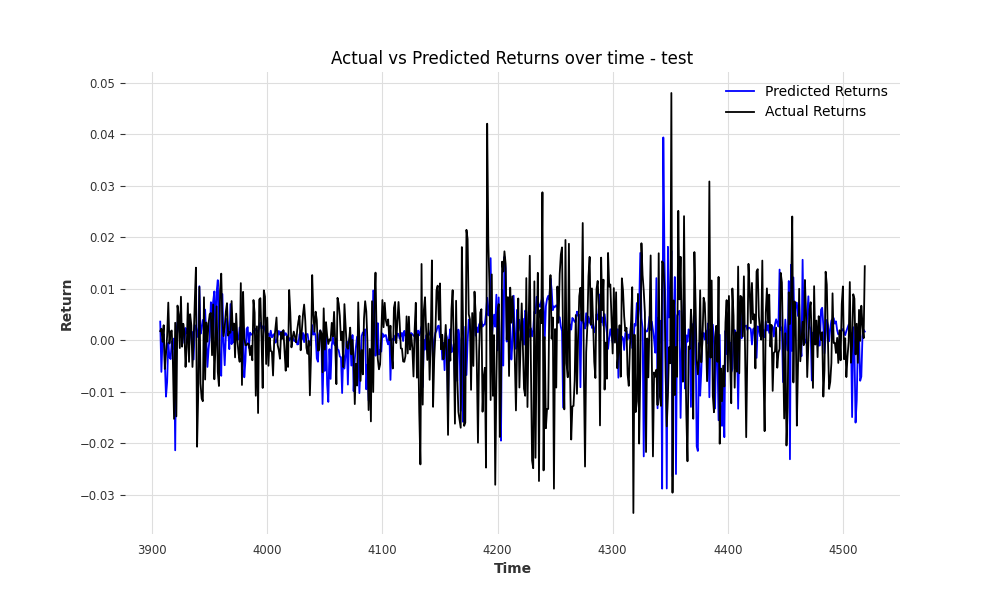 Actual vs Predicted Returns over time - test
Predicted Returns
Actual Returns
0.05
0.04
0.03
0.02
0.01
0.00
−0.01
−0.02
−0.03
Return
3900 4000 4100 4200 4300 4400 4500
Time